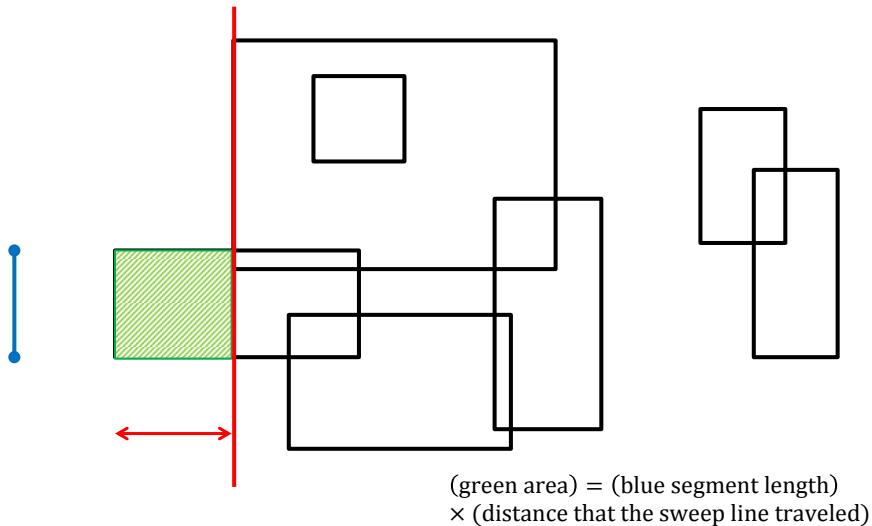 (green area) = (blue segment length)
× (distance that the sweep line traveled)